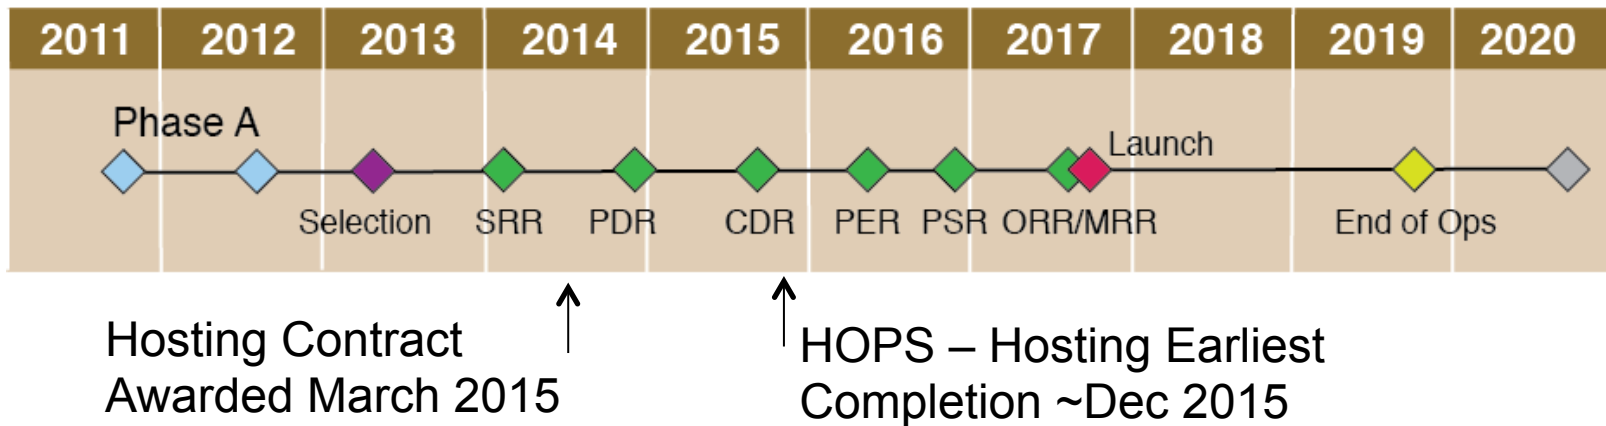 2011 2012 2013 2014 2015 2016 2017 2018 2019 2020
Phase A
Launch
Selection SRR PDR CDR PER PSR ORR/MRR End of Ops
Hosting Contract
Awarded March 2015
HOPS – Hosting Earliest
Completion ~Dec 2015